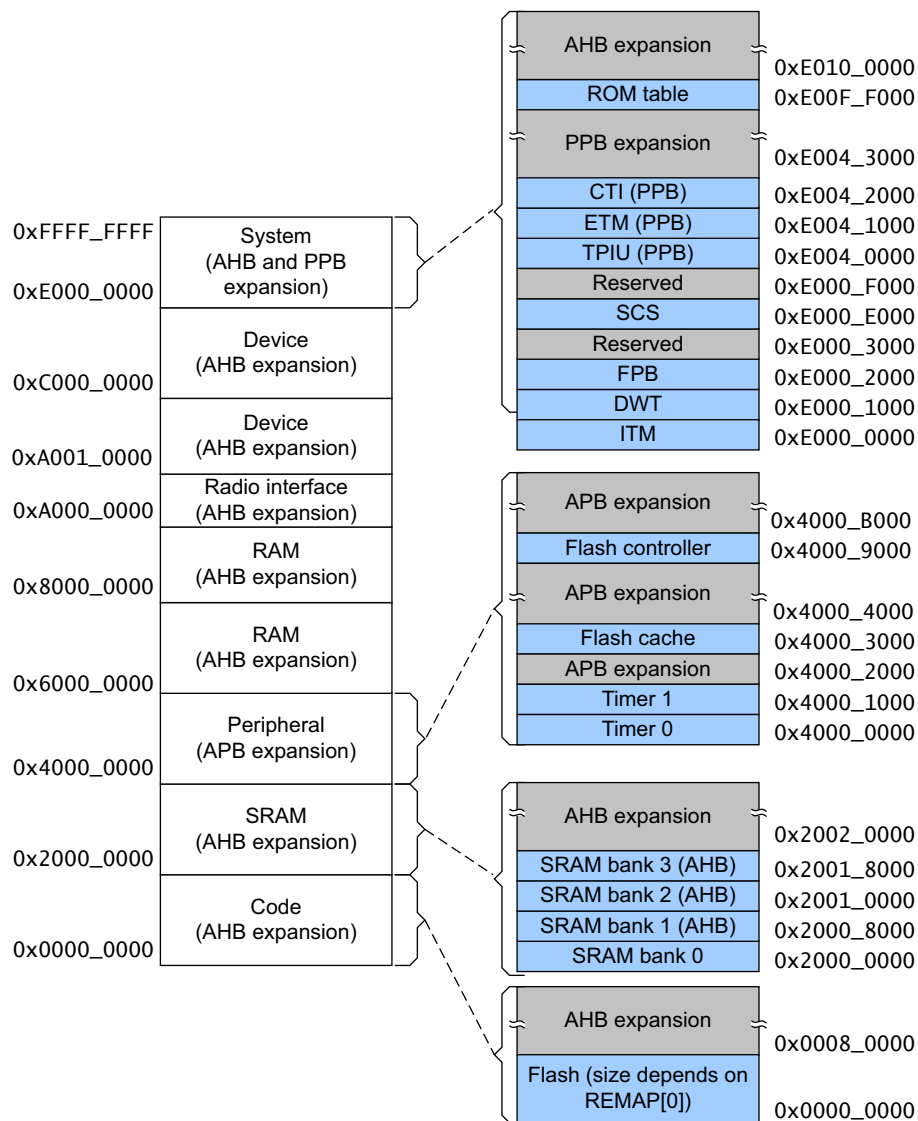 AHB expansion
0xE010_0000
ROM table
0xE00F_F000
PPB expansion
0xE004_3000
CTI (PPB)
0xE004_2000
ETM (PPB)
0xE004_1000
TPIU (PPB)
0xE004_0000
Reserved
0xE000_F000
SCS
0xE000_E000
Reserved
0xE000_3000
FPB
0xE000_2000
DWT
0xE000_1000
ITM
0xE000_0000
0xFFFF_FFFF
System
(AHB and PPB
expansion)
0xE000_0000
Device
(AHB expansion)
0xC000_0000
Device
(AHB expansion)
0xA001_0000
Radio interface
(AHB expansion)
0xA000_0000
RAM
(AHB expansion)
0x8000_0000
RAM
(AHB expansion)
0x6000_0000
Peripheral
(APB expansion)
0x4000_0000
SRAM
(AHB expansion)
0x2000_0000
Code
(AHB expansion)
0x0000_0000
APB expansion
0x4000_B000
Flash controller
0x4000_9000
APB expansion
0x4000_4000
Flash cache
0x4000_3000
APB expansion
0x4000_2000
Timer 1
0x4000_1000
Timer 0
0x4000_0000
AHB expansion
0x2002_0000
SRAM bank 3 (AHB)
0x2001_8000
SRAM bank 2 (AHB)
0x2001_0000
SRAM bank 1 (AHB)
0x2000_8000
SRAM bank 0
0x2000_0000
AHB expansion
0x0008_0000
Flash (size depends on
REMAP[0])
0x0000_0000